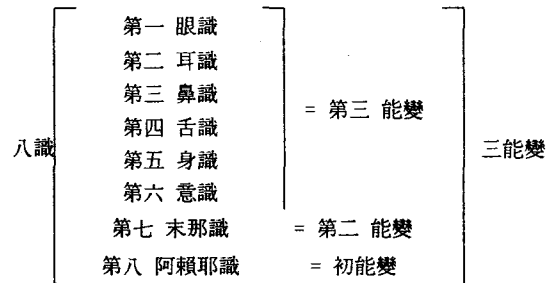 第一 眼識
第二 耳識
第三 鼻識
= 第三 能變
第四 舌識
八識
三能變
第五 身識
第六 意識
第七 末那識 = 第二 能變
第八 阿賴耶識 = 初能變